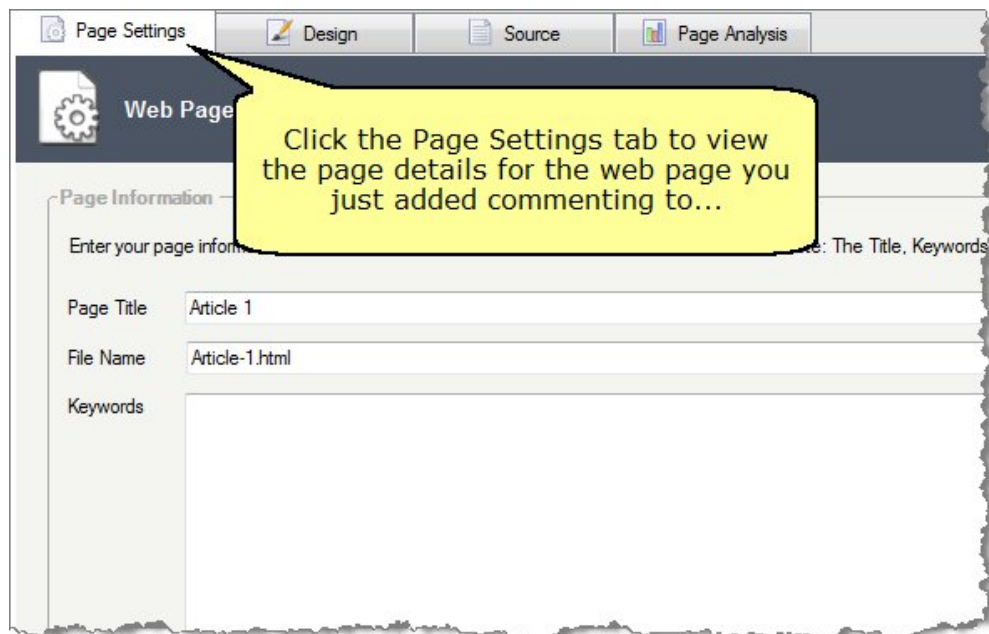 Page Settings
Design
Source
Page Analysis
Web Page
Click the Page Settings tab to view
the page details for the web page you
just added commenting to...
Page Information
Enter your page : The Title, Keywords
Page Title
Article 1
File Name
Article-1.html
Keywords